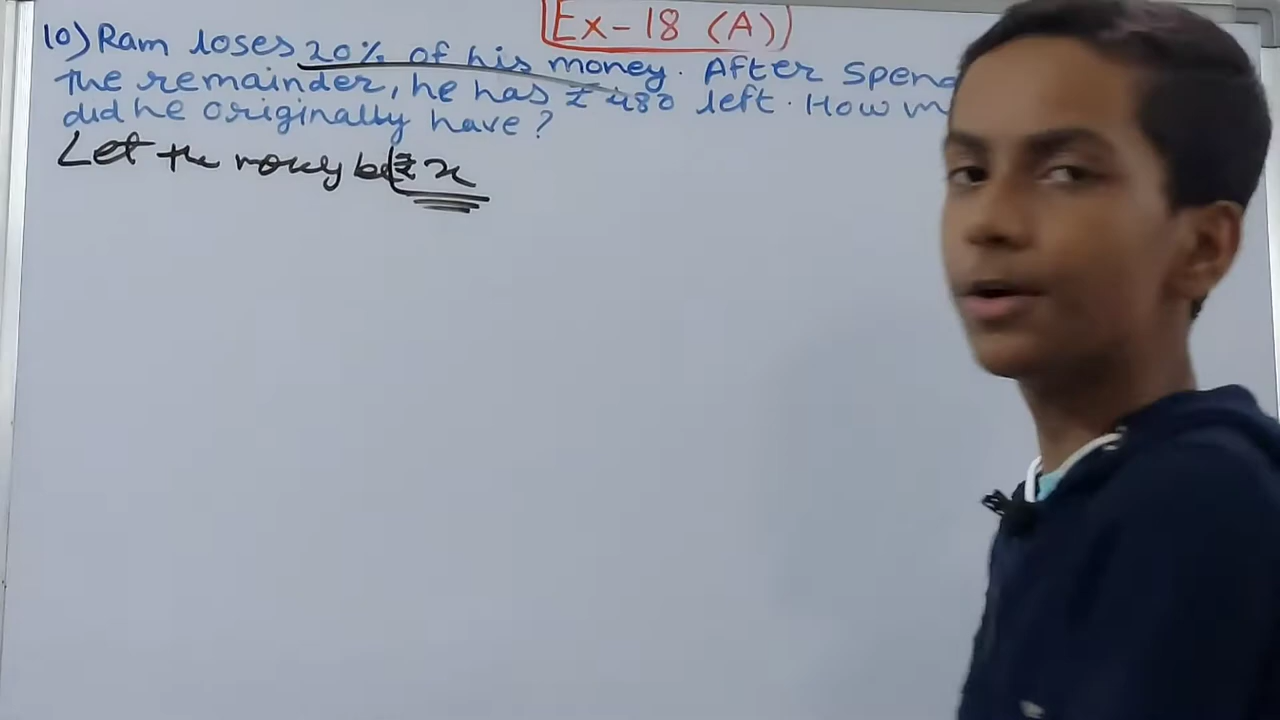 Ex-18 (A)
10) Ram loses 20% of his money. After spend
the remainder, he has ₹ 480 left. How m
did he originally have?
Let the money be ₹ x